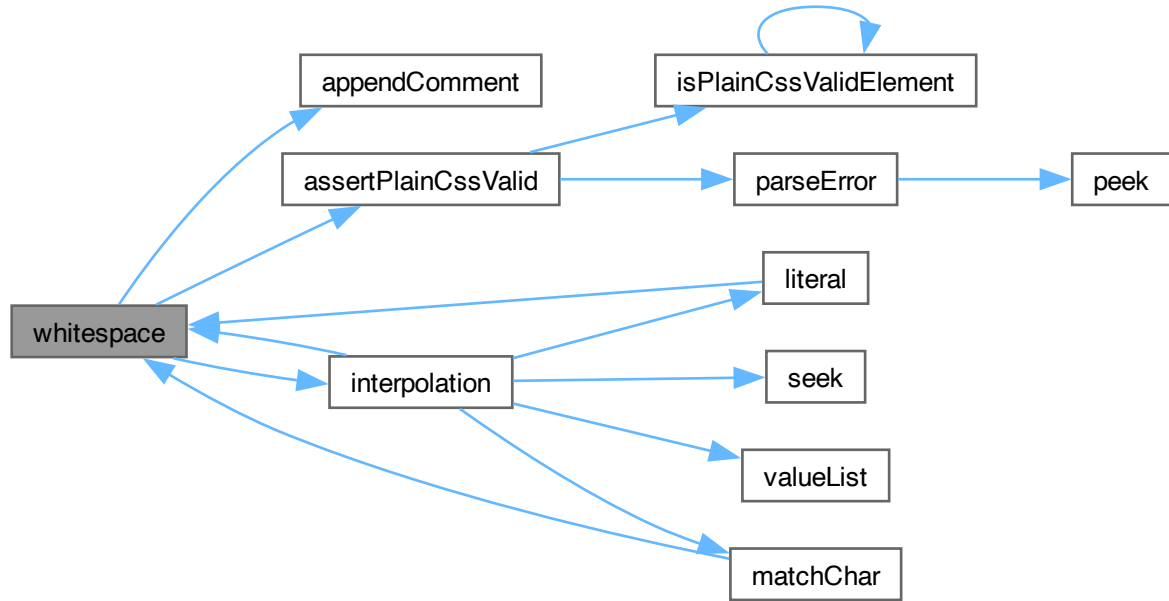 appendComment
isPlainCssValidElement
assertPlainCssValid
parseError
peek
literal
whitespace
interpolation
seek
valueList
matchChar